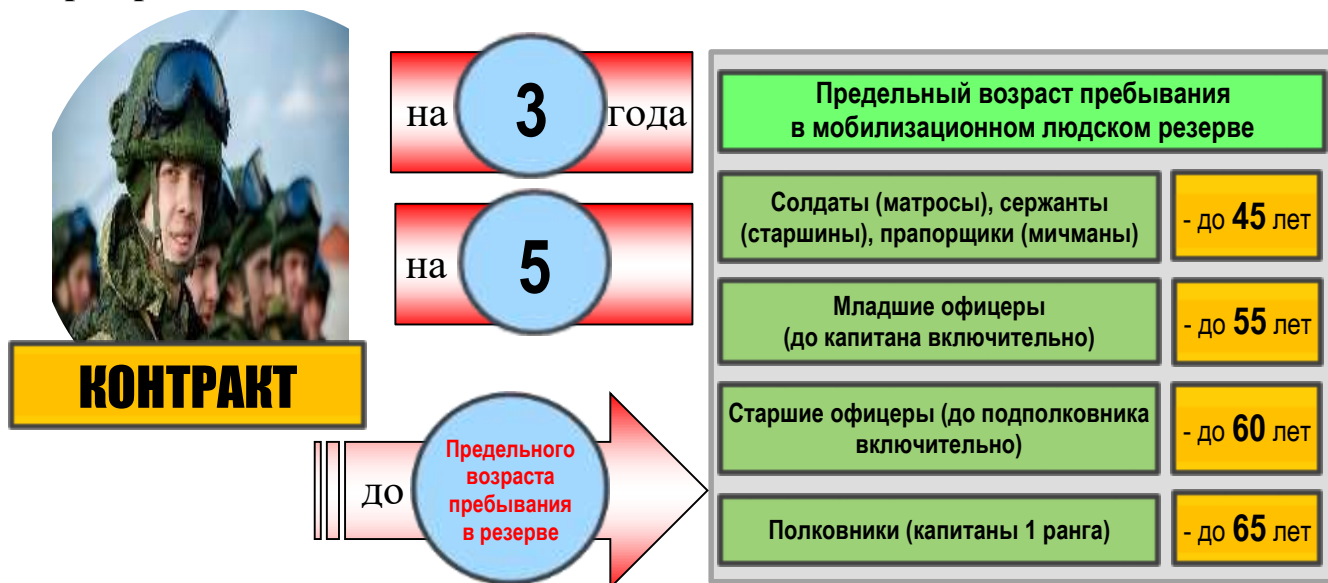 на 3 года
на 5
КОНТРАКТ
до
Предельного
возраста
пребывания
в резерве
Предельный возраст пребывания
в мобилизационном людском резерве
Солдаты (матросы), сержанты
(старшины), прапорщики (мичманы)
- до 45 лет
Младшие офицеры
(до капитана включительно)
- до 55 лет
Старшие офицеры (до подполковника
включительно)
- до 60 лет
Полковники (капитаны 1 ранга)
- до 65 лет